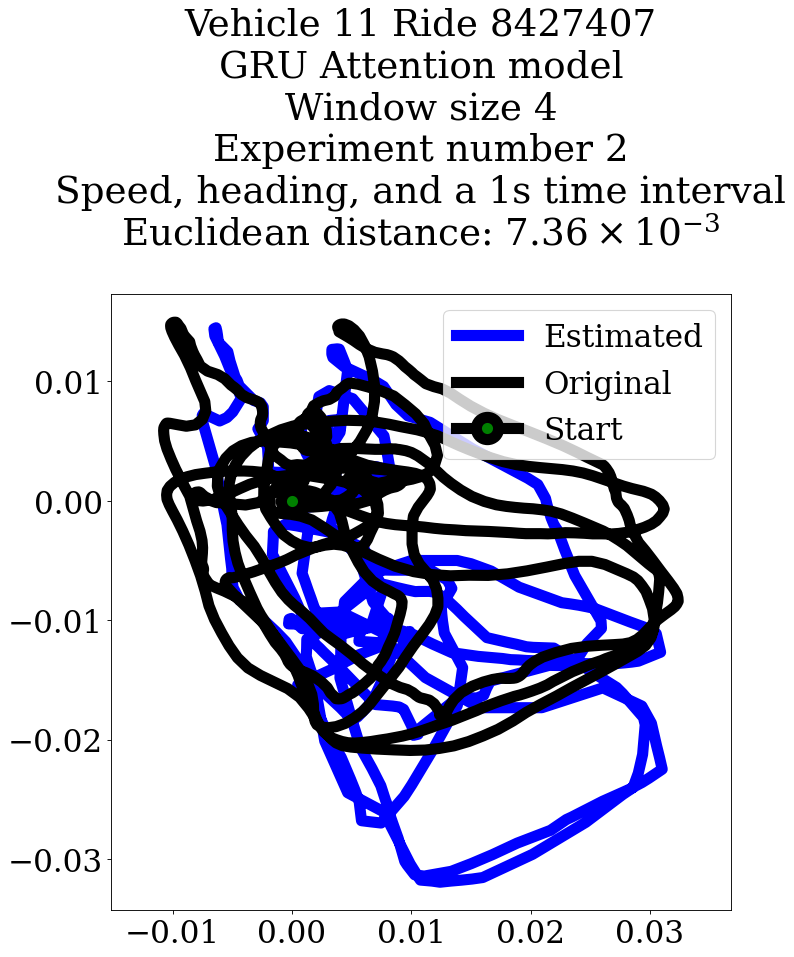 Vehicle 11 Ride 8427407
GRU Attention model
Window size 4
Experiment number 2
Speed, heading, and a 1s time interval
Euclidean distance: 7.36 × 10⁻³
Estimated
Original
Start
0.01
0.00
−0.01
−0.02
−0.03
−0.01 0.00 0.01 0.02 0.03